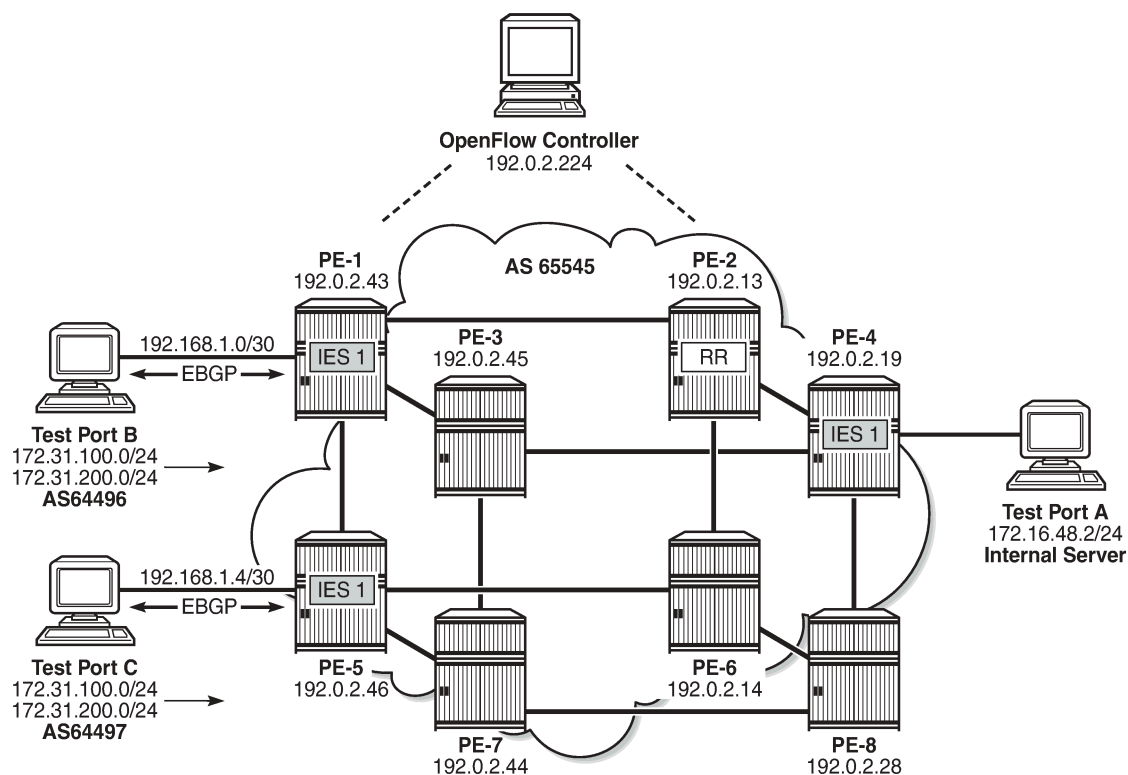 OpenFlow Controller
192.0.2.224
AS 65545
PE-1
192.0.2.43
PE-2
192.0.2.13
PE-3
192.0.2.45
PE-4
192.0.2.19
192.168.1.0/30
EBGP
IES 1
RR
IES 1
Test Port B
172.31.100.0/24
172.31.200.0/24
AS64496
Test Port A
172.16.48.2/24
Internal Server
192.168.1.4/30
EBGP
IES 1
Test Port C
172.31.100.0/24
172.31.200.0/24
AS64497
PE-5
192.0.2.46
PE-6
192.0.2.14
PE-7
192.0.2.44
PE-8
192.0.2.28